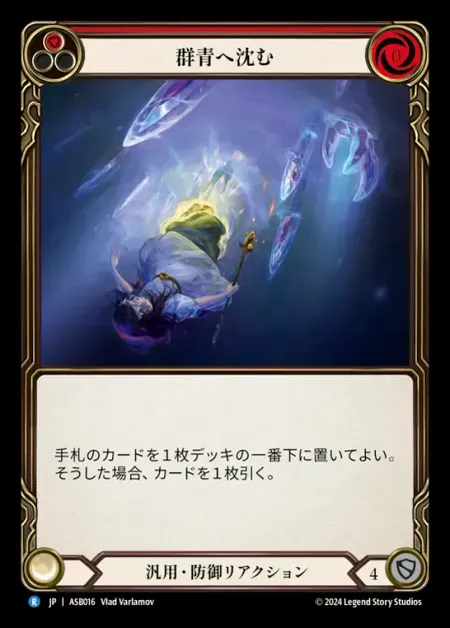 0
群青へ沈む
手札のカードを１枚デッキの一番下に置いてよい。
そうした場合、カードを１枚引く。
汎用・防御リアクション
4
R JP | ASB016 Vlad Varlamov
© 2024 Legend Story Studios